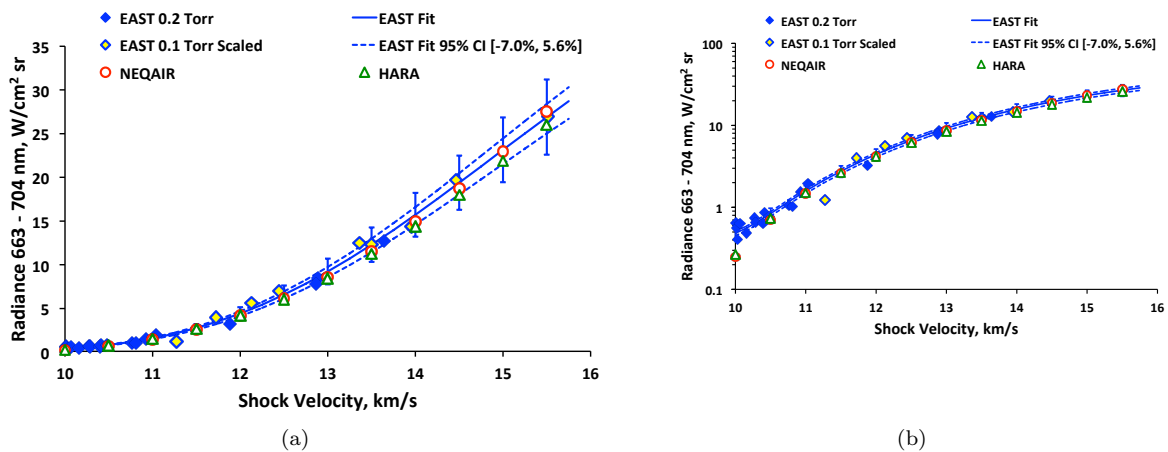 EAST 0.2 Torr
EAST Fit
EAST 0.1 Torr Scaled
EAST Fit 95% CI [-7.0%, 5.6%]
NEQAIR
HARA
Radiance 663 - 704 nm, W/cm² sr
35
30
25
20
15
10
5
0
10 11 12 13 14 15 16
Shock Velocity, km/s
(a)
EAST 0.2 Torr
EAST Fit
EAST 0.1 Torr Scaled
EAST Fit 95% CI [-7.0%, 5.6%]
NEQAIR
HARA
Radiance 663 - 704 nm, W/cm² sr
100
10
1
0.1
10 11 12 13 14 15 16
Shock Velocity, km/s
(b)